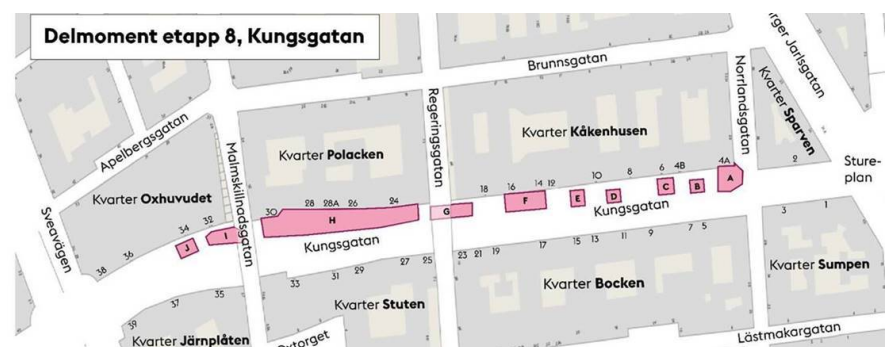 Delmoment etapp 8, Kungsgatan
Brunnsgatan
Norrlandsgatan
Jarlsgatan
Kvarter Sparven
Apelbergsgatan
Malmskillnadsgatan
Regeringsgatan
Kvarter Polacken
Kvarter Kåkenhusen
Kvarter Oxhuvudet
Sture-
plan
Sveavägen
38
36
34
32
30
28
28A
26
24
18
16
14
12
10
8
6
4B
4A
2
J
I
H
G
F
E
D
C
B
A
Kungsgatan
Kungsgatan
39
37
35
33
31
29
27
25
23
21
19
17
15
13
11
9
7
5
3
1
Kvarter Järnplåten
Kvarter Stuten
Kvarter Bocken
Kvarter Sumpen
Lästmakargatan